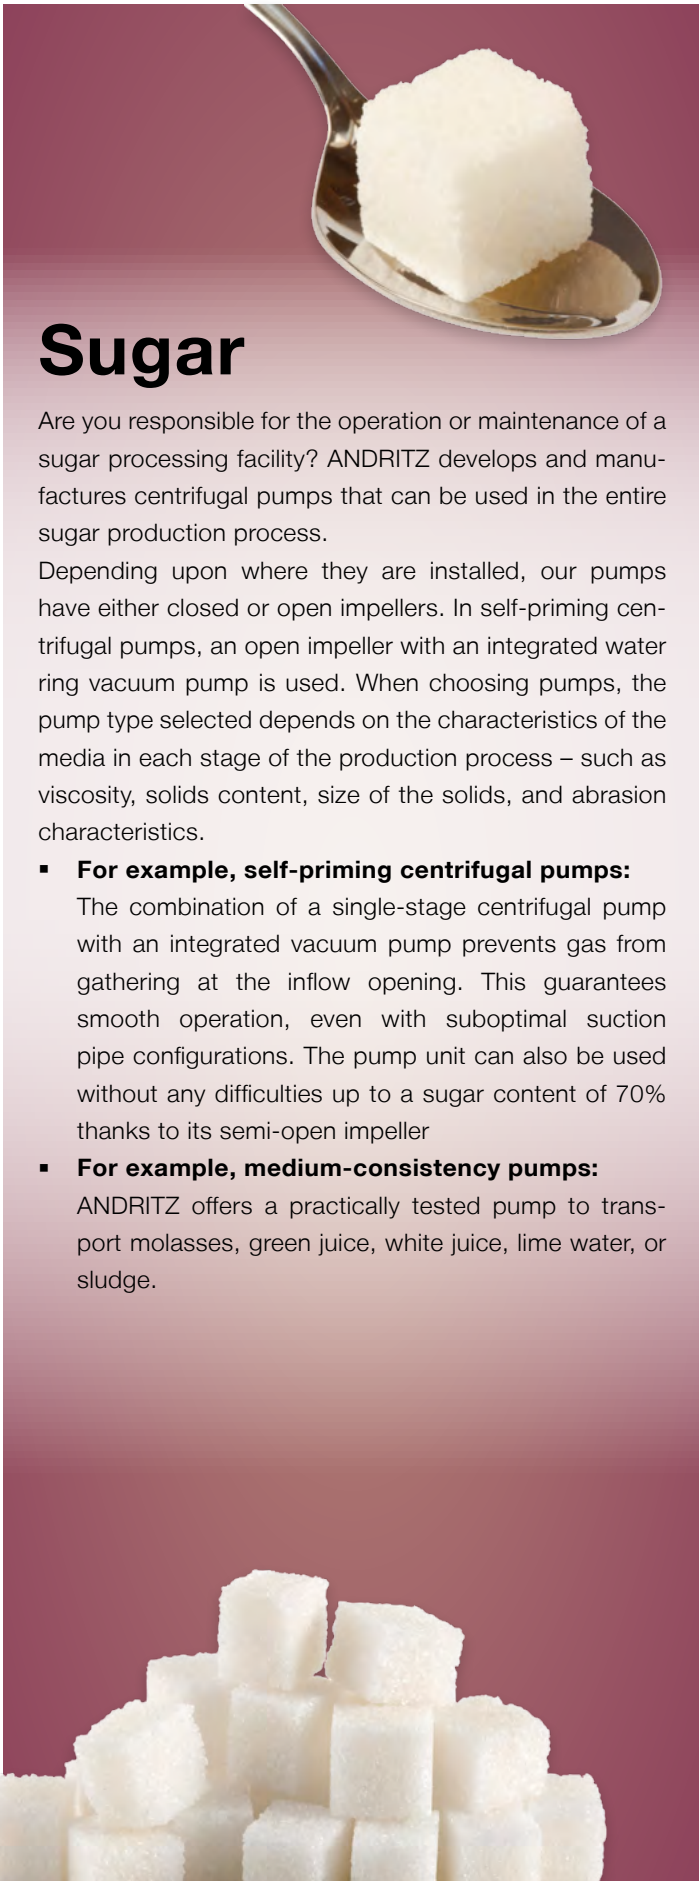 Sugar
Are you responsible for the operation or maintenance of a
sugar processing facility? ANDRITZ develops and manu-
factures centrifugal pumps that can be used in the entire
sugar production process.
Depending upon where they are installed, our pumps
have either closed or open impellers. In self-priming cen-
trifugal pumps, an open impeller with an integrated water
ring vacuum pump is used. When choosing pumps, the
pump type selected depends on the characteristics of the
media in each stage of the production process – such as
viscosity, solids content, size of the solids, and abrasion
characteristics.
▪ For example, self-priming centrifugal pumps:
The combination of a single-stage centrifugal pump
with an integrated vacuum pump prevents gas from
gathering at the inflow opening. This guarantees
smooth operation, even with suboptimal suction
pipe configurations. The pump unit can also be used
without any difficulties up to a sugar content of 70%
thanks to its semi-open impeller
▪ For example, medium-consistency pumps:
ANDRITZ offers a practically tested pump to trans-
port molasses, green juice, white juice, lime water, or
sludge.